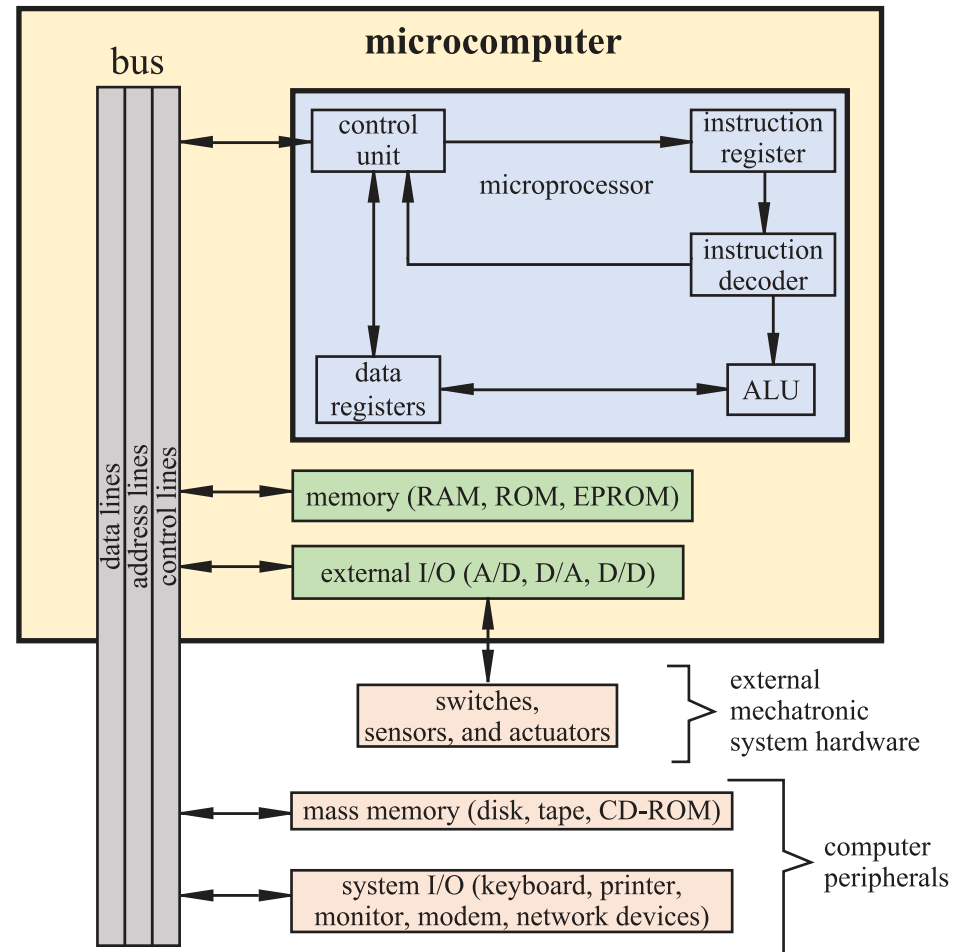 microcomputer
bus
control
unit
instruction
register
microprocessor
instruction
decoder
data
registers
ALU
data lines
address lines
control lines
memory (RAM, ROM, EPROM)
external I/O (A/D, D/A, D/D)
switches,
sensors, and actuators
external
mechatronic
system hardware
mass memory (disk, tape, CD-ROM)
computer
peripherals
system I/O (keyboard, printer,
monitor, modem, network devices)